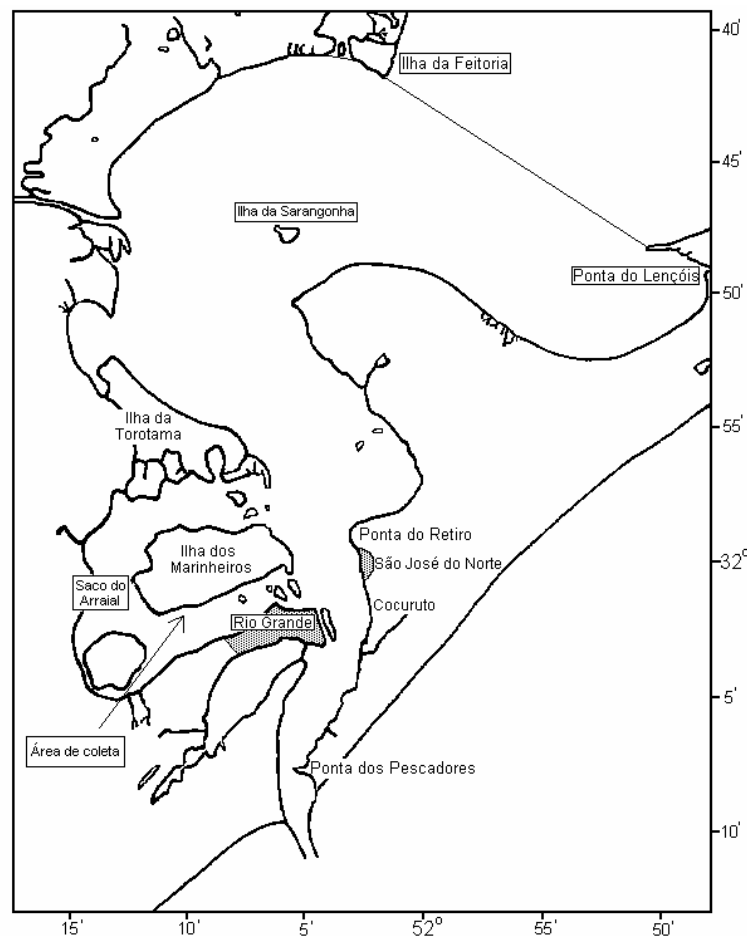 40'
Ilha da Feitoria
45'
Ilha da Sarangonha
Ponta do Lençóis
50'
Ilha da
Torotama
55'
Ponta do Retiro
32°
Ilha dos
Marinheiros
São José do Norte
Saco do
Arraial
Cocuruto
Rio Grande
5'
Área de coleta
Ponta dos Pescadores
10'
15'
10'
5'
52°
55'
50'